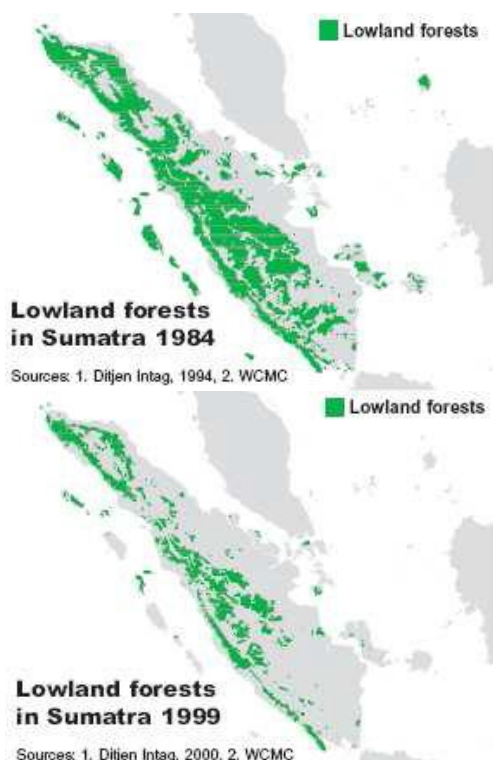 Lowland forests
Lowland forests
in Sumatra 1984
Sources: 1. Ditjen Intag, 1994, 2. WCMC
Lowland forests
Lowland forests
in Sumatra 1999
Sources: 1. Ditjen Intag, 2000, 2. WCMC